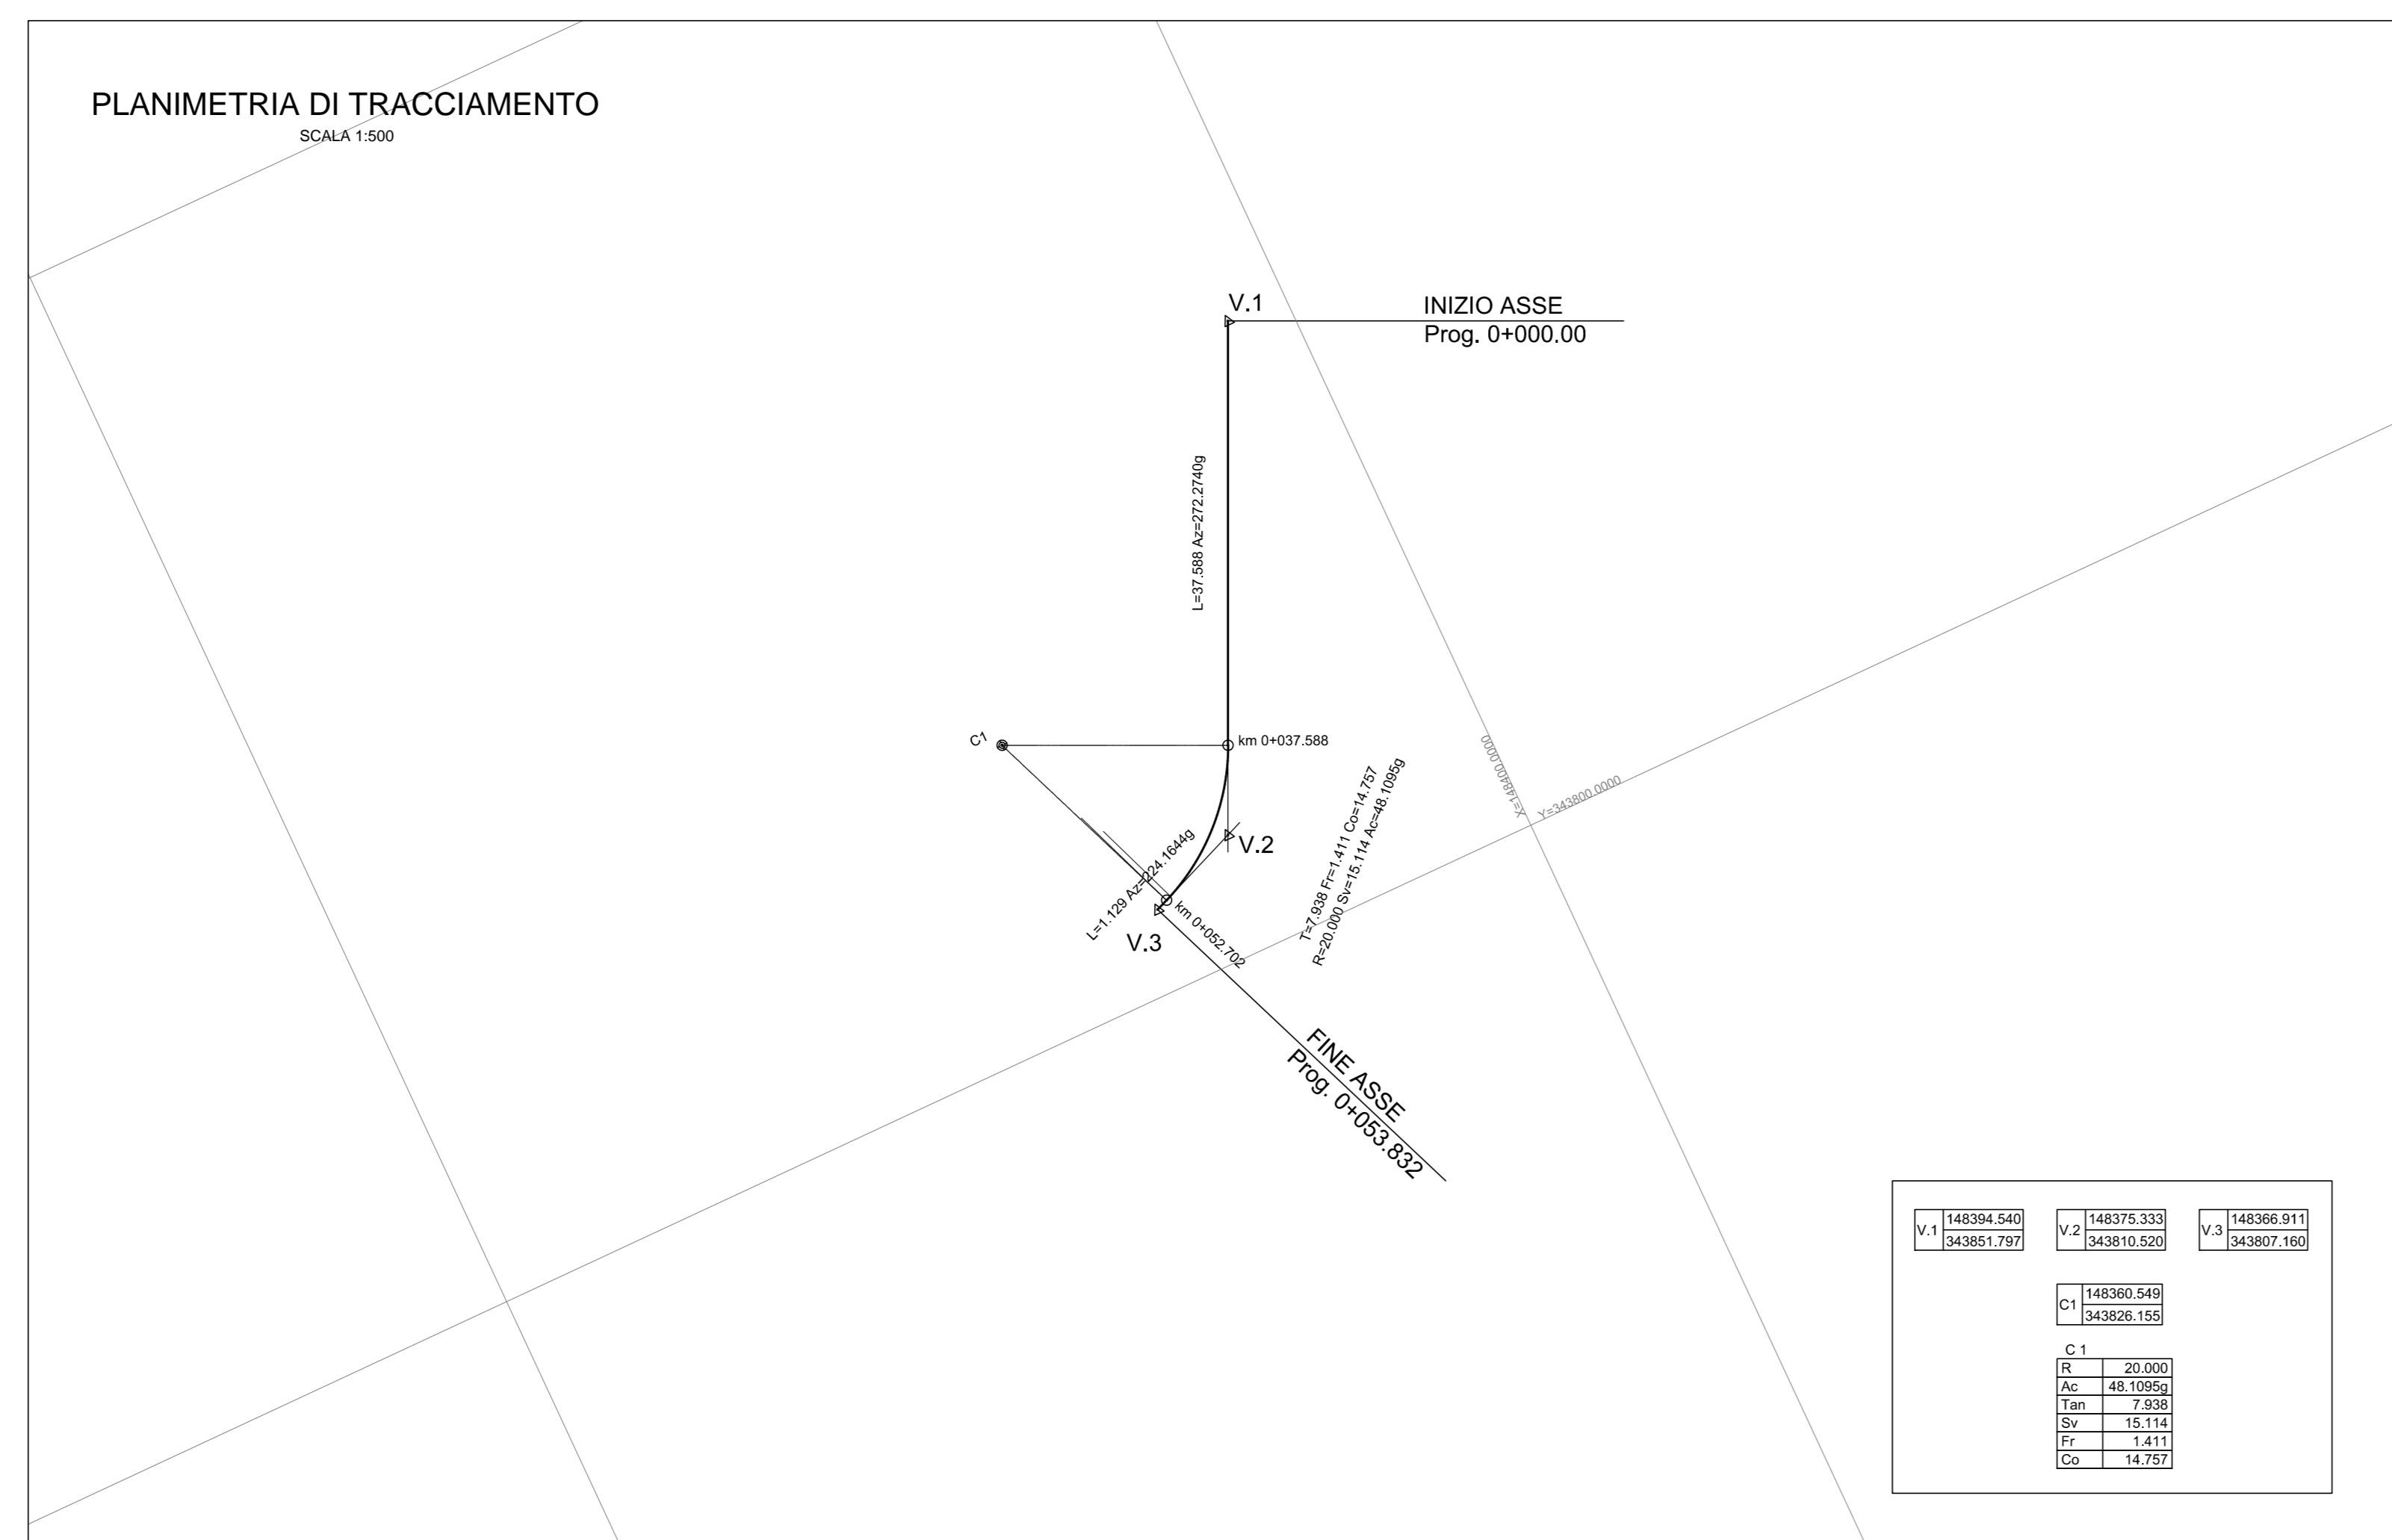 PLANIMETRIA DI TRACCIAMENTO
SCALA 1:500
V.1
INIZIO ASSE
Prog. 0+000.00
L=37.588 Az=272.2740g
C1
km 0+037.588
V.2
X=148400.0000
Y=343800.0000
T=7.938 Fr=1.411 Co=14.757
R=20.000 Sv=15.114 Ac=48.1095g
L=1.129 Az=224.1644g
km 0+052.702
V.3
FINE ASSE
Prog. 0+053.832
V.1 148394.540 343851.797
V.2 148375.333 343810.520
V.3 148366.911 343807.160
C1 148360.549 343826.155
C 1
R 20.000
Ac 48.1095g
Tan 7.938
Sv 15.114
Fr 1.411
Co 14.757